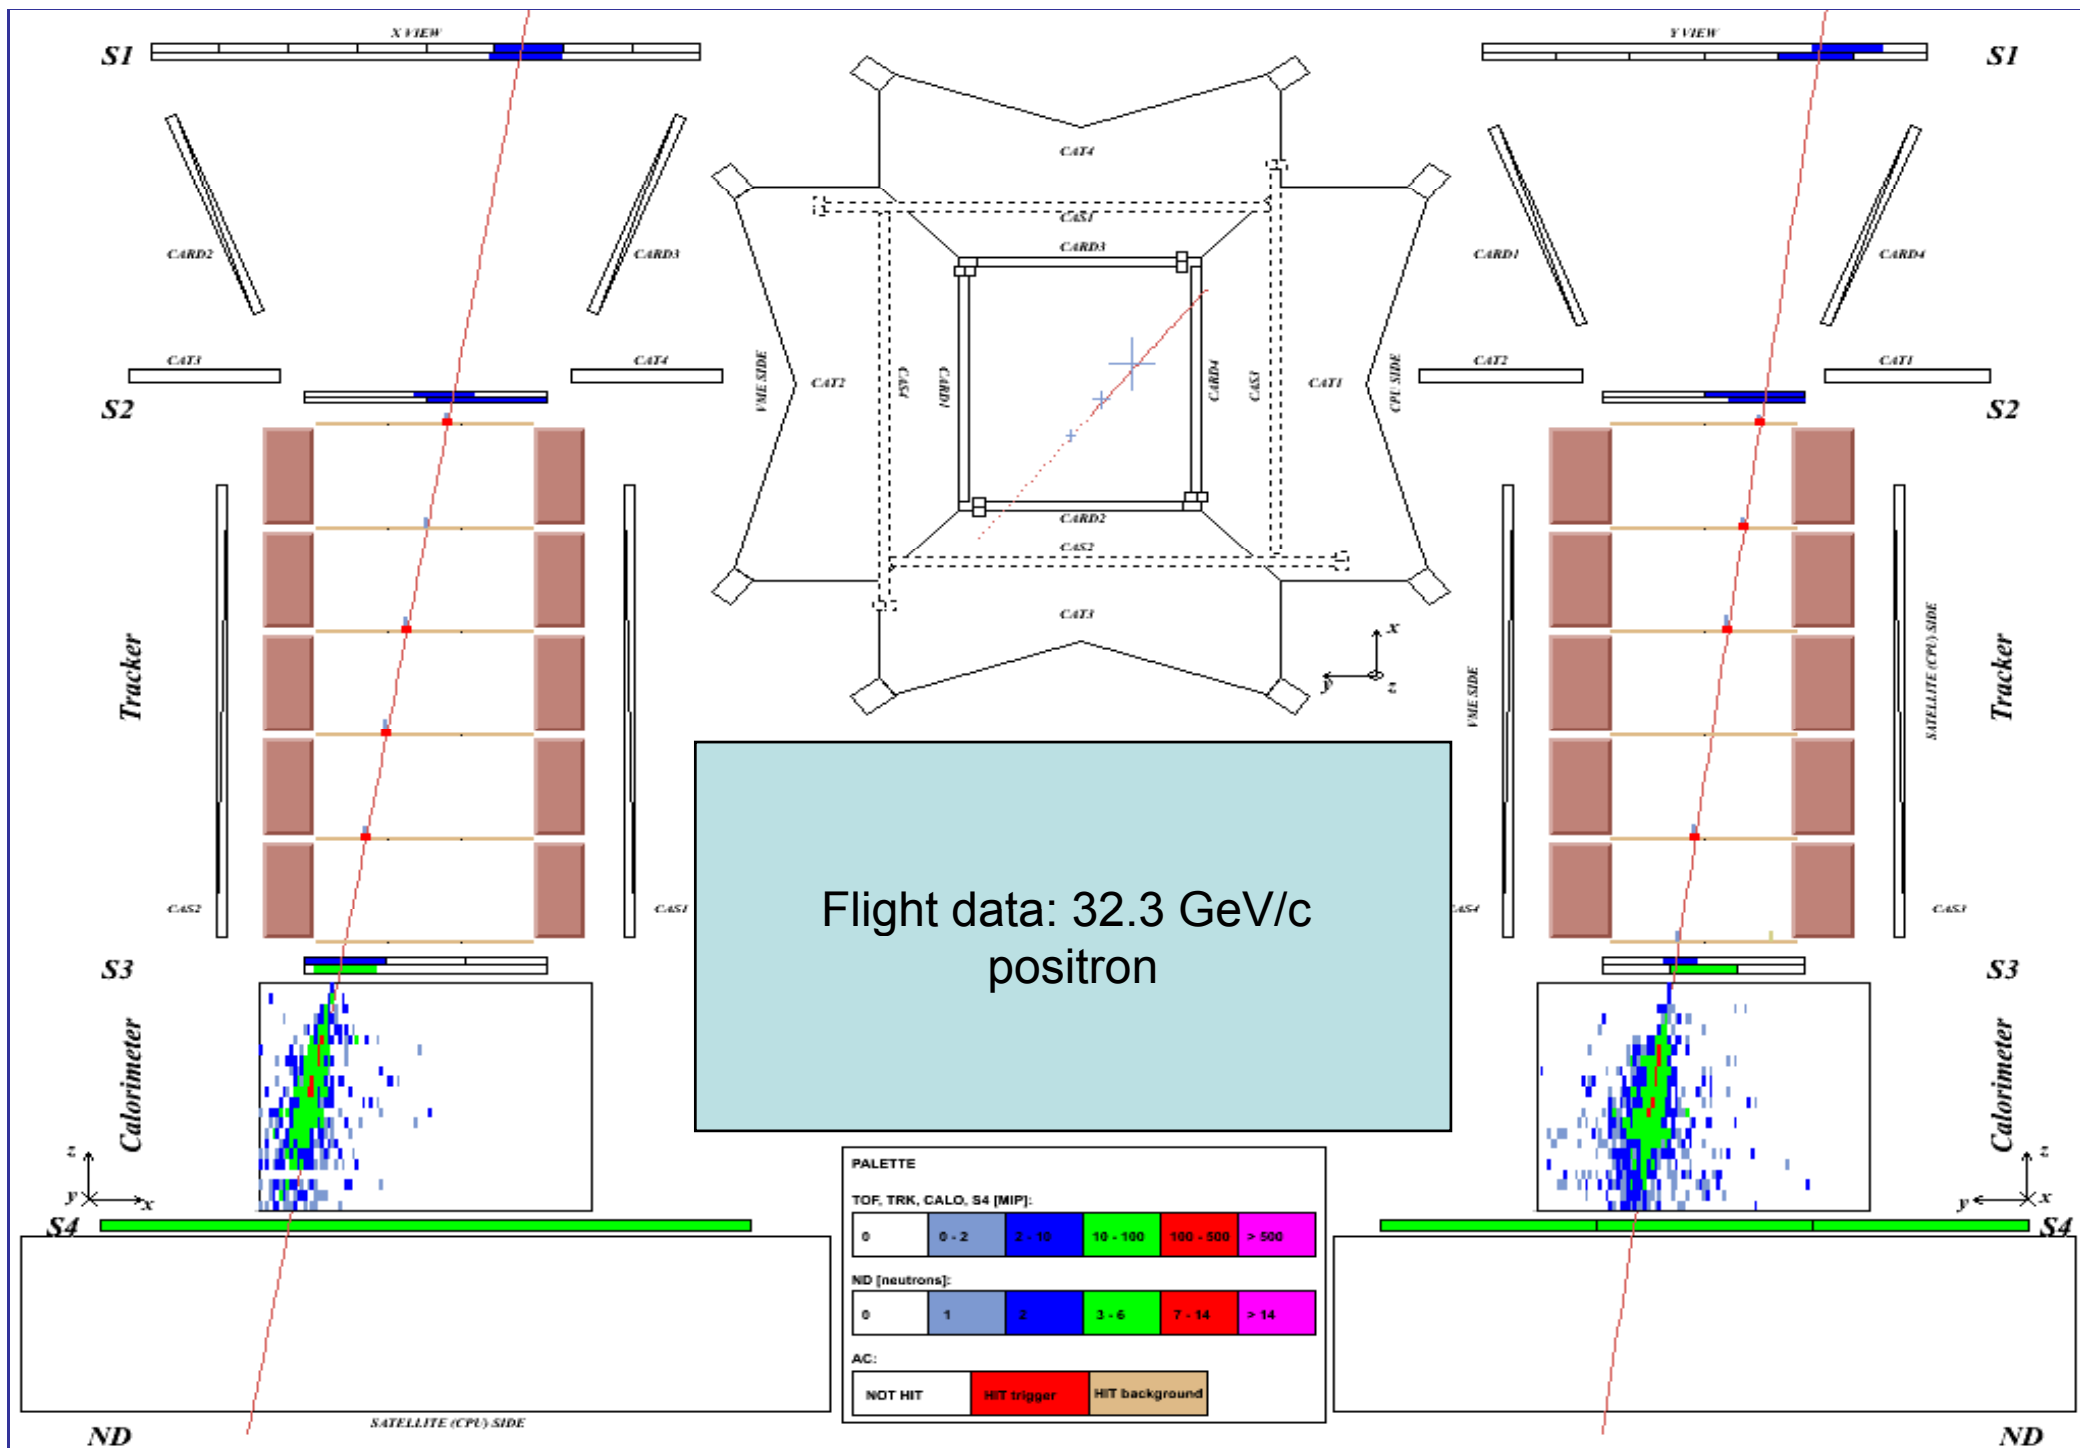 X VIEW
Y VIEW
S1
S1
CAT4
CARD2
CARD3
CAS1
CARD3
CARD1
CARD4
CAT3
CAT4
VME SIDE
CAT2
CAS4
CARD1
CARD4
CAS3
CAT1
CPU SIDE
CAT2
CAT1
S2
S2
CARD2
CAS2
CAT3
x
y
z
Tracker
VME SIDE
SATELLITE (CPU) SIDE
Tracker
CAS2
CAS1
CAS4
CAS3
Flight data: 32.3 GeV/c
positron
S3
S3
Calorimeter
Calorimeter
z
y
x
z
y
x
S4
S4
PALETTE
TOF, TRK, CALO, S4 [MIP]:
0 0 - 2 2 - 10 10 - 100 100 - 500 > 500
ND [neutrons]:
0 1 2 3 - 6 7 - 14 > 14
AC:
NOT HIT HIT trigger HIT background
SATELLITE (CPU) SIDE
ND
ND